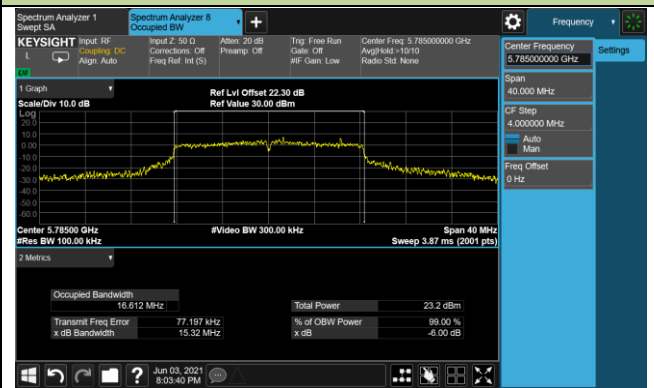 Spectrum Analyzer 1
Swept SA
Spectrum Analyzer 8
Occupied BW
Frequency
KEYSIGHT
L
LXI
Input: RF
Coupling: DC
Align: Auto
Input Z: 50 Ω
Corrections: Off
Freq Ref: Int (S)
Atten: 20 dB
Preamp: Off
Trig: Free Run
Gate: Off
#IF Gain: Low
Center Freq: 5.785000000 GHz
Avg|Hold:>10/10
Radio Std: None
Center Frequency
5.785000000 GHz
Settings
Span
40.000 MHz
CF Step
4.000000 MHz
Auto
Man
Freq Offset
0 Hz
1 Graph
Scale/Div 10.0 dB
Ref Lvl Offset 22.30 dB
Ref Value 30.00 dBm
Log
20.0
10.0
0.00
-10.0
-20.0
-30.0
-40.0
-50.0
-60.0
Center 5.78500 GHz
#Video BW 300.00 kHz
Span 40 MHz
#Res BW 100.00 kHz
Sweep 3.87 ms (2001 pts)
2 Metrics
Occupied Bandwidth
16.612 MHz
Total Power
23.2 dBm
Transmit Freq Error
77.197 kHz
% of OBW Power
99.00 %
x dB Bandwidth
15.32 MHz
x dB
-6.00 dB
?
Jun 03, 2021
8:03:40 PM